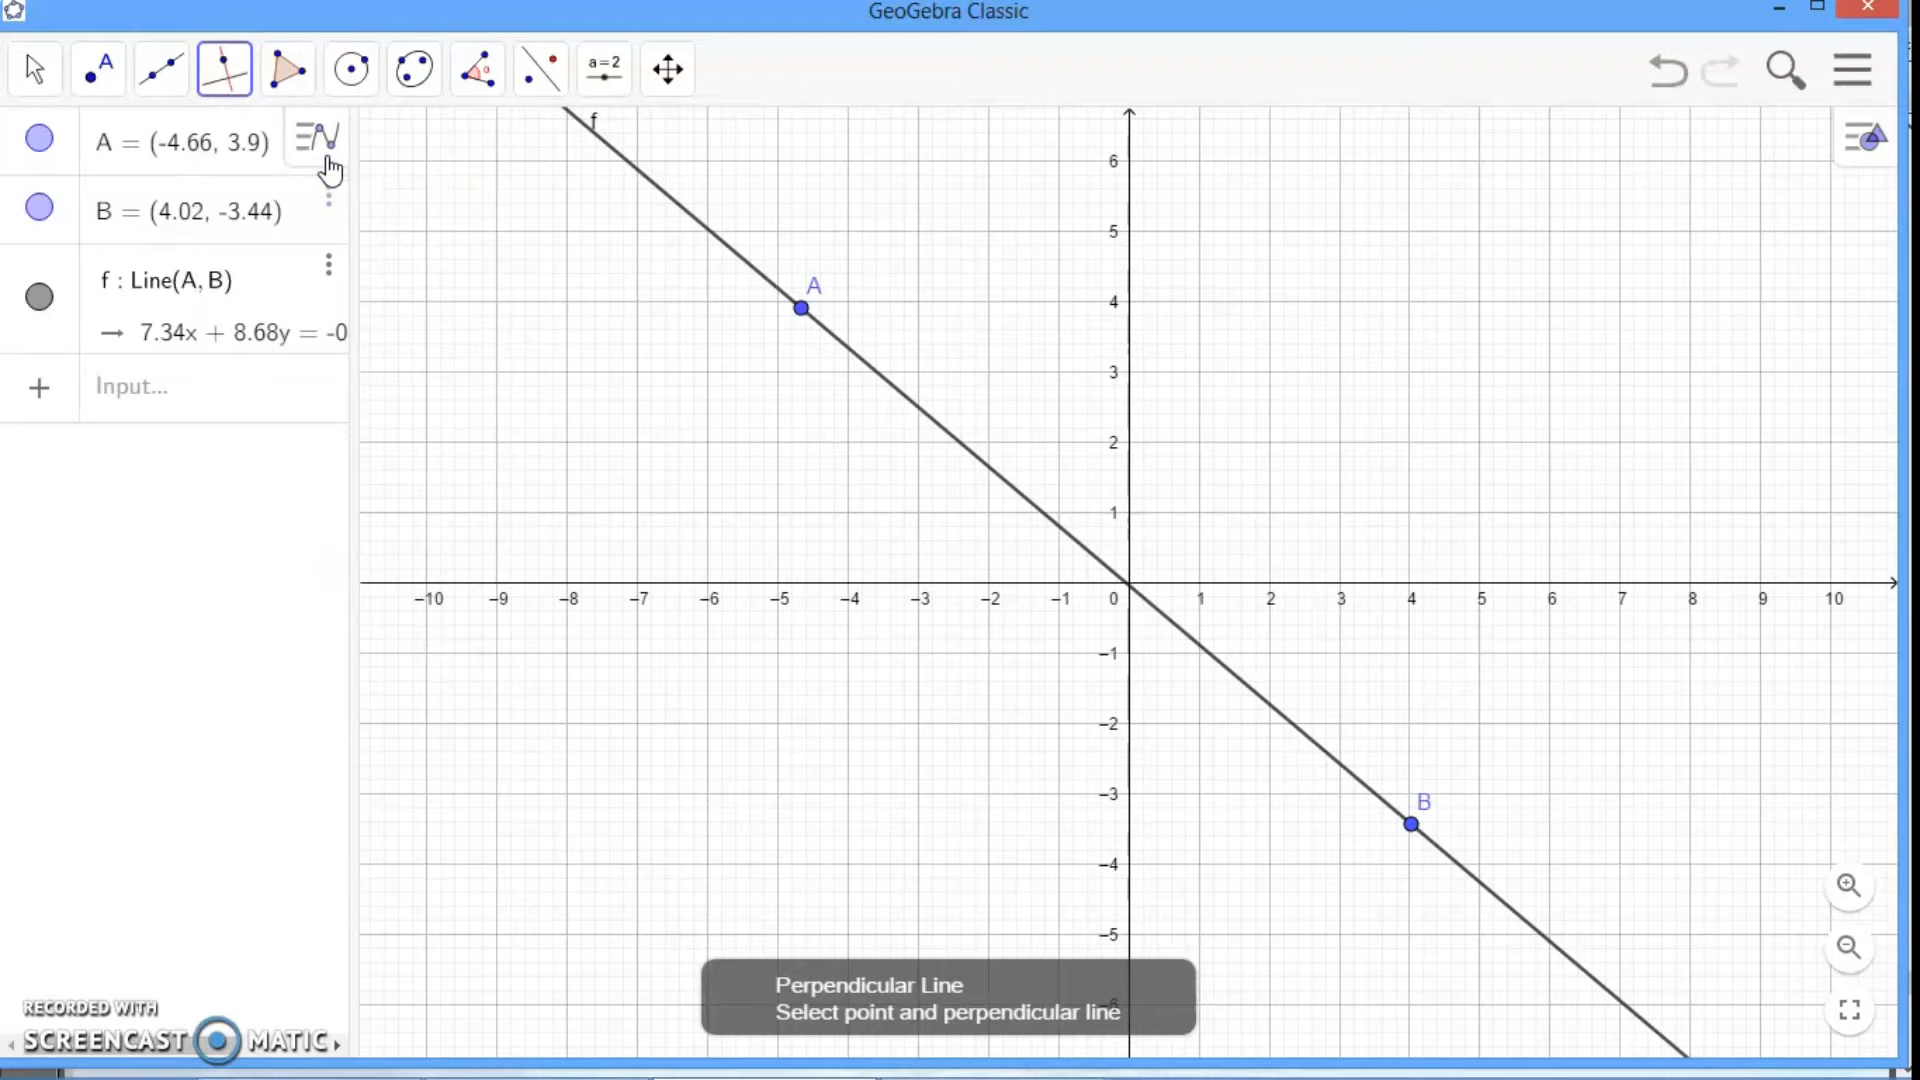 GeoGebra Classic
A
α
a=2
A = (-4.66, 3.9)
B = (4.02, -3.44)
f : Line(A, B)
→ 7.34x + 8.68y = -0
+ Input...
f
A
B
6
5
4
3
2
1
−10 −9 −8 −7 −6 −5 −4 −3 −2 −1 0 1 2 3 4 5 6 7 8 9 10
−1
−2
−3
−4
−5
−6
Perpendicular Line
Select point and perpendicular line
RECORDED WITH
SCREENCAST MATIC